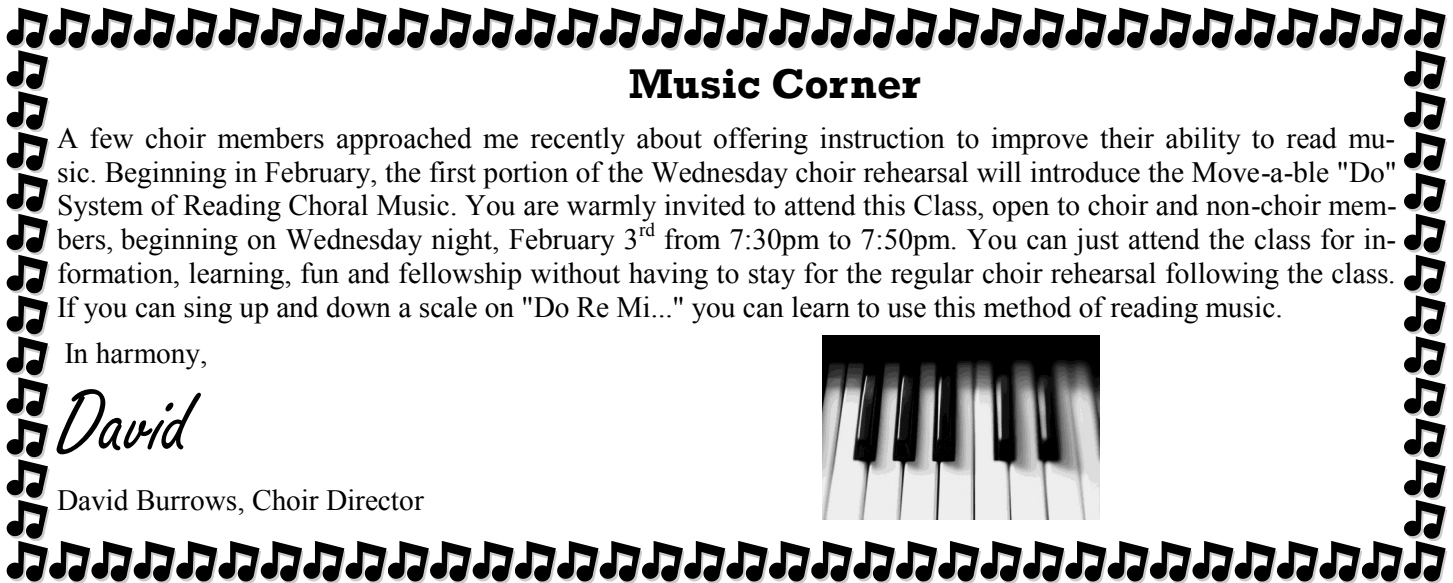 Music Corner
A few choir members approached me recently about offering instruction to improve their ability to read mu-
sic. Beginning in February, the first portion of the Wednesday choir rehearsal will introduce the Move-a-ble "Do"
System of Reading Choral Music. You are warmly invited to attend this Class, open to choir and non-choir mem-
bers, beginning on Wednesday night, February 3rd from 7:30pm to 7:50pm. You can just attend the class for in-
formation, learning, fun and fellowship without having to stay for the regular choir rehearsal following the class.
If you can sing up and down a scale on "Do Re Mi..." you can learn to use this method of reading music.
In harmony,
David
David Burrows, Choir Director